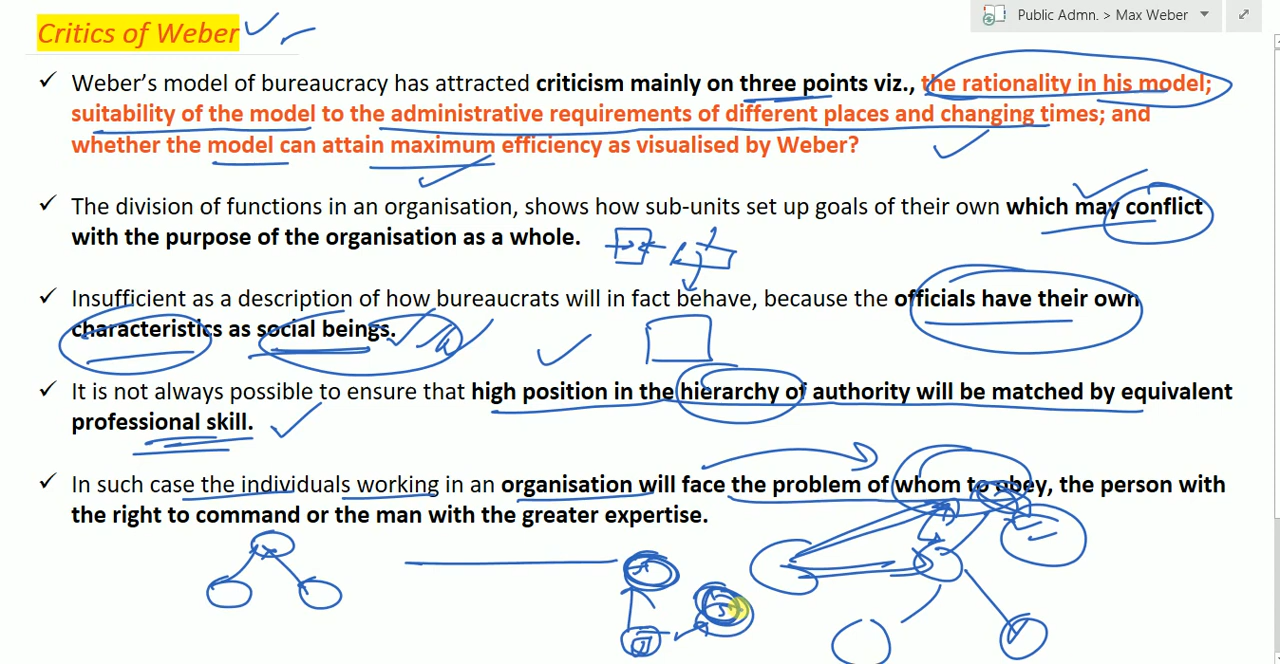 Public Admn. > Max Weber
Critics of Weber
✓ Weber's model of bureaucracy has attracted criticism mainly on three points viz., the rationality in his model;
suitability of the model to the administrative requirements of different places and changing times; and
whether the model can attain maximum efficiency as visualised by Weber?
✓ The division of functions in an organisation, shows how sub-units set up goals of their own which may conflict
with the purpose of the organisation as a whole.
✓ Insufficient as a description of how bureaucrats will in fact behave, because the officials have their own
characteristics as social beings.
✓ It is not always possible to ensure that high position in the hierarchy of authority will be matched by equivalent
professional skill.
✓ In such case the individuals working in an organisation will face the problem of whom to obey, the person with
the right to command or the man with the greater expertise.